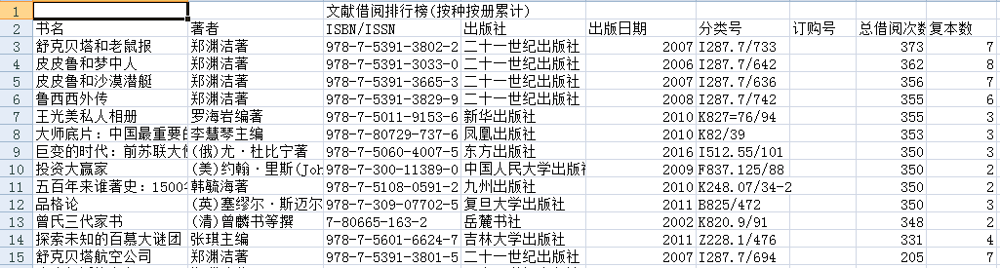 1 文献借阅排行榜(按种按册累计)
2 书名 著者 ISBN/ISSN 出版社 出版日期 分类号 订购号 总借阅次数 复本数
3 舒克贝塔和老鼠报 郑渊洁著 978-7-5391-3802-2 二十一世纪出版社 2007 I287.7/733 373 7
4 皮皮鲁和梦中人 郑渊洁著 978-7-5391-3033-0 二十一世纪出版社 2006 I287.7/642 362 8
5 皮皮鲁和沙漠潜艇 郑渊洁著 978-7-5391-3665-3 二十一世纪出版社 2007 I287.7/636 356 7
6 鲁西西外传 郑渊洁著 978-7-5391-3829-9 二十一世纪出版社 2008 I287.7/742 355 6
7 王光美私人相册 罗海岩编著 978-7-5011-9153-6 新华出版社 2010 K827=76/94 355 3
8 大师底片：中国最重要的 李慧琴主编 978-7-80729-737-6 凤凰出版社 2010 K82/39 353 3
9 巨变的时代：前苏联大使 (俄)尤·杜比宁著 978-7-5060-4007-5 东方出版社 2016 I512.55/101 350 3
10 投资大赢家 (美)约翰·里斯(Joh 978-7-300-11389-0 中国人民大学出版社 2009 F837.125/88 350 2
11 五百年来谁著史：1500年 韩毓海著 978-7-5108-0591-2 九州出版社 2010 K248.07/34-2 350 2
12 品格论 (英)塞缪尔·斯迈尔 978-7-309-07702-5 复旦大学出版社 2011 B825/472 350 3
13 曾氏三代家书 (清)曾麟书等撰 7-80665-163-2 岳麓书社 2002 K820.9/91 348 2
14 探索未知的百慕大谜团 张琪主编 978-7-5601-6624-7 吉林大学出版社 2011 Z228.1/476 331 4
15 舒克贝塔航空公司 郑渊洁著 978-7-5391-3801-5 二十一世纪出版社 2007 I287.7/694 205 7